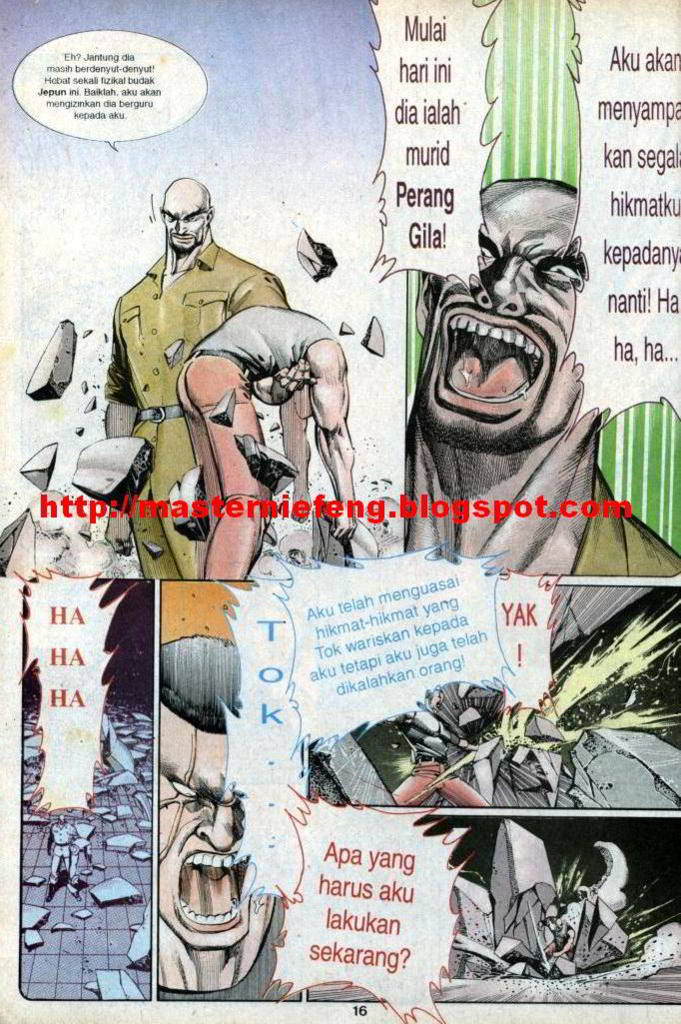 Eh? Jantung dia
masih berdenyut-denyut!
Hebat sekali fizikal budak
Jepun ini. Baiklah, aku akan
mengizinkan dia berguru
kepada aku.
Mulai
hari ini
dia ialah
murid
Perang
Gila!
Aku akan
menyampa
kan segala
hikmatku
kepadanya
nanti! Ha
ha, ha...
http://masterniefeng.blogspot.com
HA
HA
HA
TOK......
Aku telah menguasai
hikmat-hikmat yang
Tok wariskan kepada
aku tetapi aku juga telah
dikalahkan orang!
YAK
!
Apa yang
harus aku
lakukan
sekarang?
16